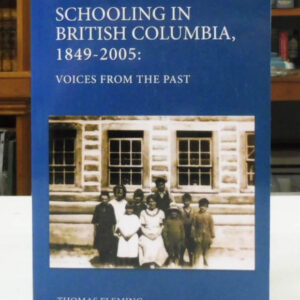 SCHOOLING IN
BRITISH COLUMBIA,
1849-2005:
VOICES FROM THE PAST
THOMAS FLEMING